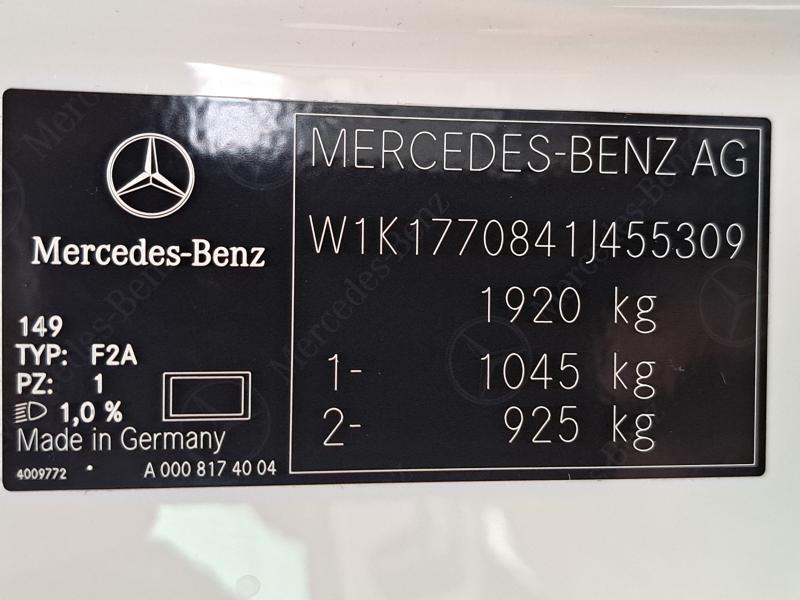 Mercedes-Benz
149
TYP: F2A
PZ: 1
1,0 %
Made in Germany
4009772 A 000 817 40 04
MERCEDES-BENZ AG
W1K1770841J455309
1920 kg
1- 1045 kg
2- 925 kg